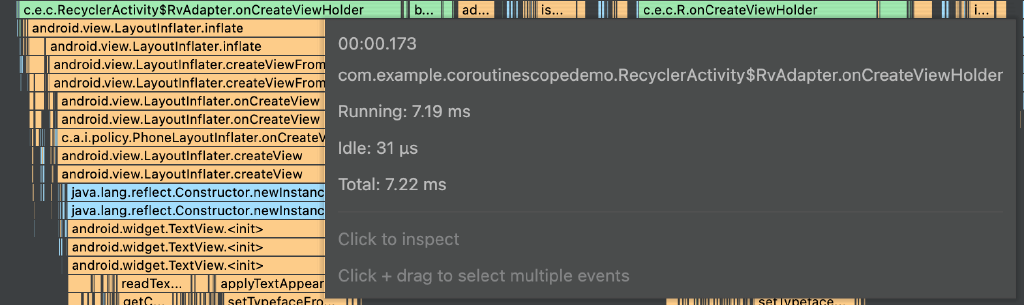 c.e.c.RecyclerActivity$RvAdapter.onCreateViewHolder b... ad... is... c.e.c.R.onCreateViewHolder i...
android.view.LayoutInflater.inflate
android.view.LayoutInflater.inflate
android.view.LayoutInflater.createViewFrom
android.view.LayoutInflater.createViewFrom
android.view.LayoutInflater.onCreateView
android.view.LayoutInflater.onCreateView
c.a.i.policy.PhoneLayoutInflater.onCreateV
android.view.LayoutInflater.createView
android.view.LayoutInflater.createView
java.lang.reflect.Constructor.newInstanc
java.lang.reflect.Constructor.newInstanc
android.widget.TextView.<init>
android.widget.TextView.<init>
android.widget.TextView.<init>
readTex... applyTextAppear
getC... setTypefaceFro
00:00.173
com.example.coroutinescopedemo.RecyclerActivity$RvAdapter.onCreateViewHolder
Running: 7.19 ms
Idle: 31 μs
Total: 7.22 ms
Click to inspect
Click + drag to select multiple events
setTypeface...